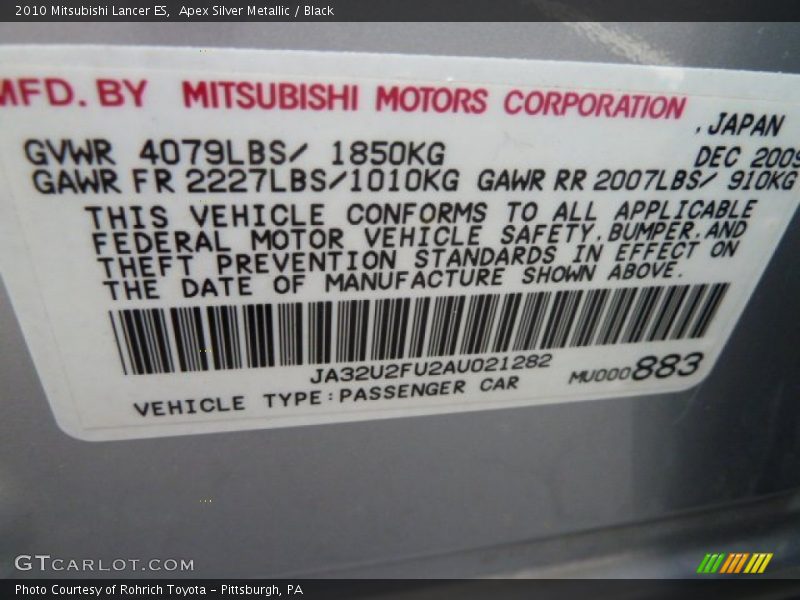 2010 Mitsubishi Lancer ES, Apex Silver Metallic / Black
MFD. BY MITSUBISHI MOTORS CORPORATION
, JAPAN
GVWR 4079LBS/ 1850KG DEC 2009
GAWR FR 2227LBS/1010KG GAWR RR 2007LBS/ 910KG
THIS VEHICLE CONFORMS TO ALL APPLICABLE
FEDERAL MOTOR VEHICLE SAFETY, BUMPER, AND
THEFT PREVENTION STANDARDS IN EFFECT ON
THE DATE OF MANUFACTURE SHOWN ABOVE.
JA32U2FU2AU021282
MU000883
VEHICLE TYPE: PASSENGER CAR
GTCARLOT.COM
Photo Courtesy of Rohrich Toyota - Pittsburgh, PA